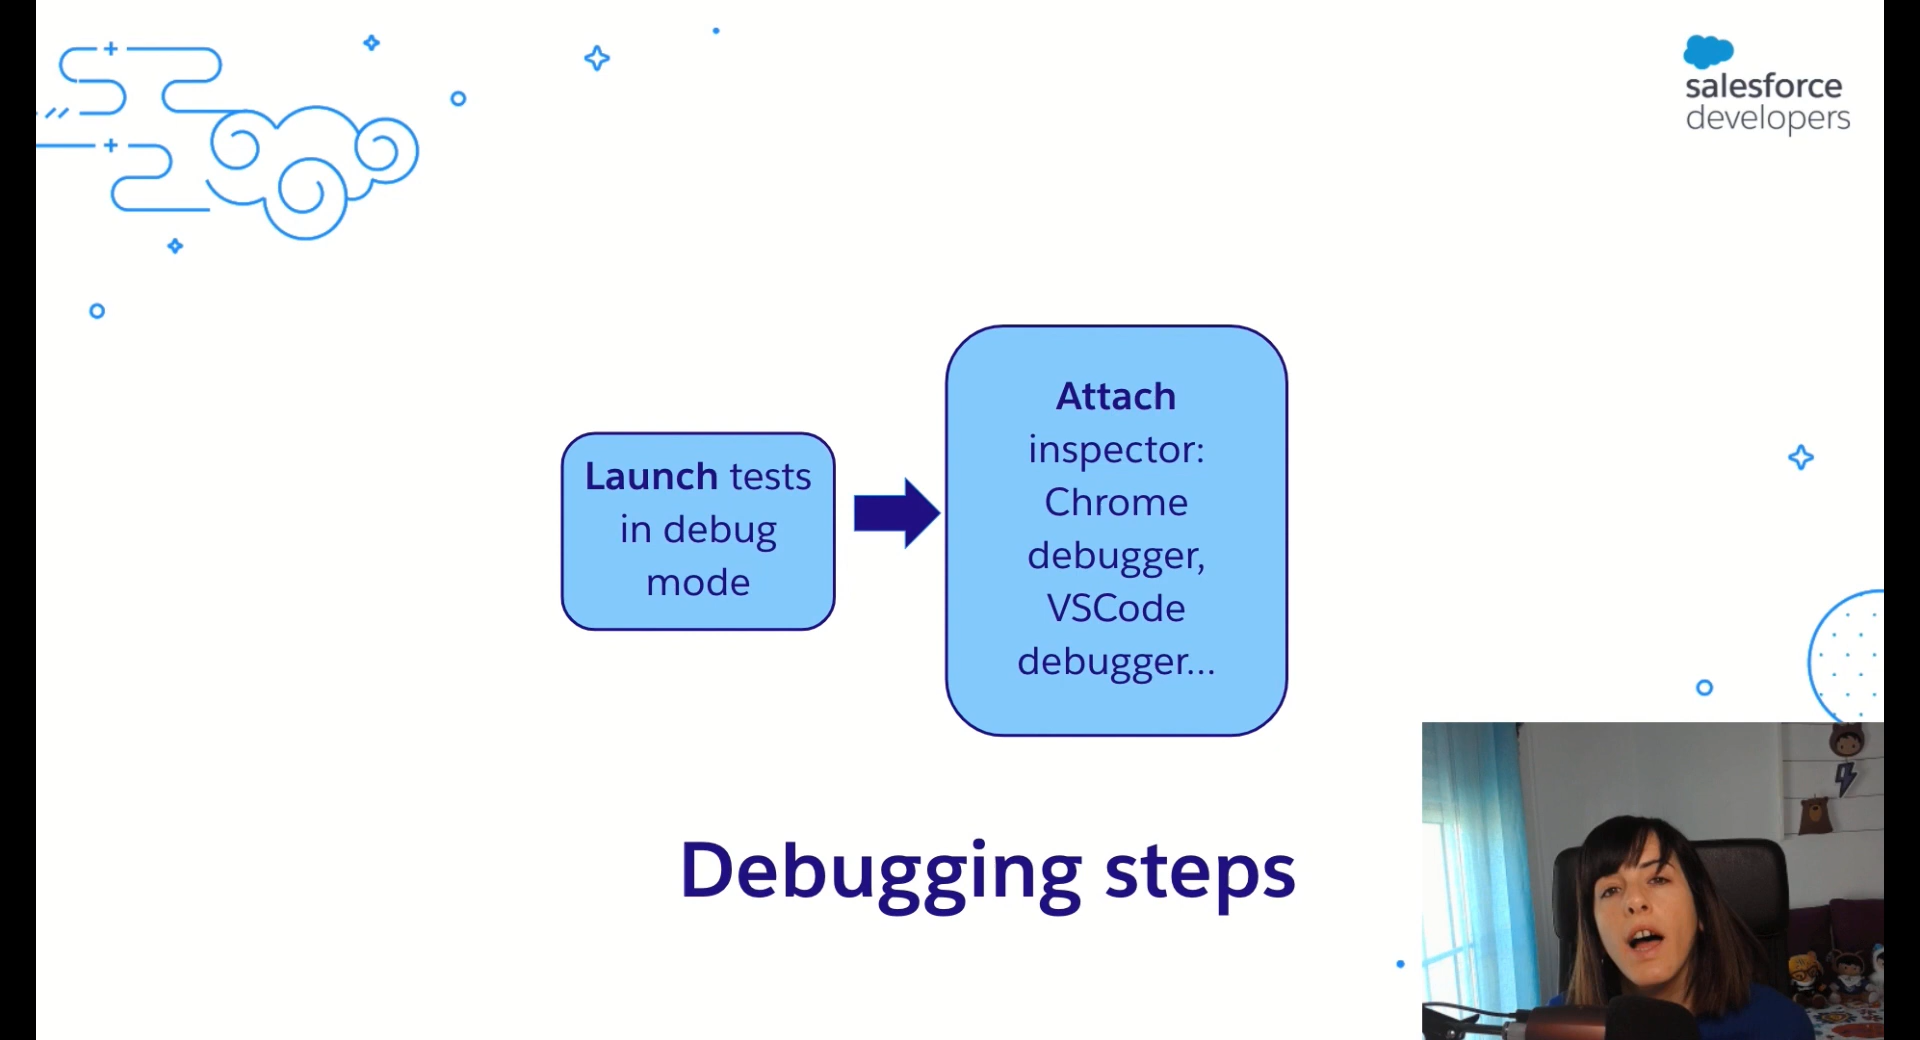 salesforce
developers
Launch tests
in debug
mode
Attach
inspector:
Chrome
debugger,
VSCode
debugger...
Debugging steps